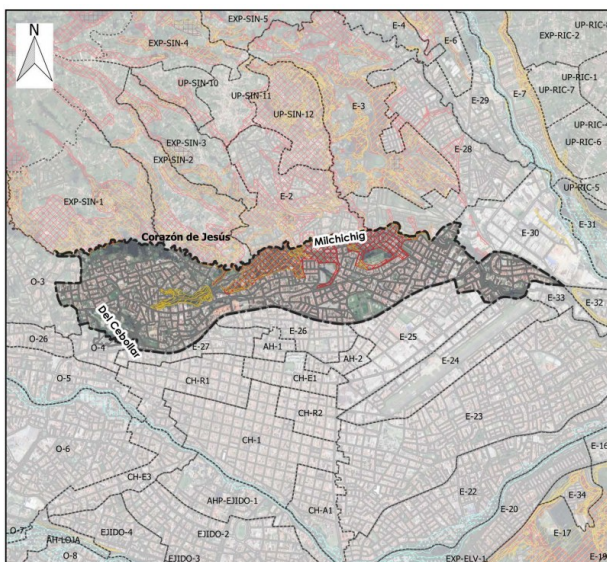 N
EXP-SIN-5
E-4
E-6
UP-RIC-
EXP-RIC-2
EXP-SIN-4
UP-SIN-10
UP-SIN-11
UP-SIN-12
E-3
E-29
E-7
UP-RIC-1
UP-RIC-7
UP-RIC-
UP-RIC-6
EXP-SIN-3
EXP-SIN-2
E-28
UP-RIC-5
EXP-SIN-1
E-2
E-31
Corazón de Jesús
Milchichig
E-30
O-3
E-33
E-32
Del Cebollar
O-26
O-4
E-27
E-26
AH-1
AH-2
E-25
E-24
O-5
CH-R1
CH-E1
CH-R2
E-23
O-6
CH-1
E-16
CH-E3
E-22
E-20
E-34
AHP-EJIDO-1
CH-A1
E-17
O-7
AH-LOJA
EJIDO-4
EJIDO-2
O-8
EJIDO-3
EXP-ELV-1
E-18